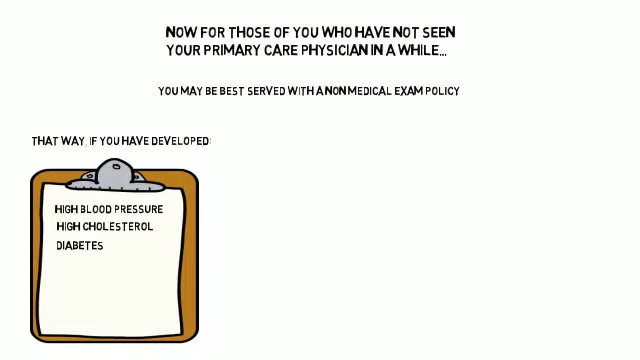 NOW FOR THOSE OF YOU WHO HAVE NOT SEEN
YOUR PRIMARY CARE PHYSICIAN IN A WHILE...
YOU MAY BE BEST SERVED WITH A NON MEDICAL EXAM POLICY
THAT WAY, IF YOU HAVE DEVELOPED:
HIGH BLOOD PRESSURE
HIGH CHOLESTEROL
DIABETES